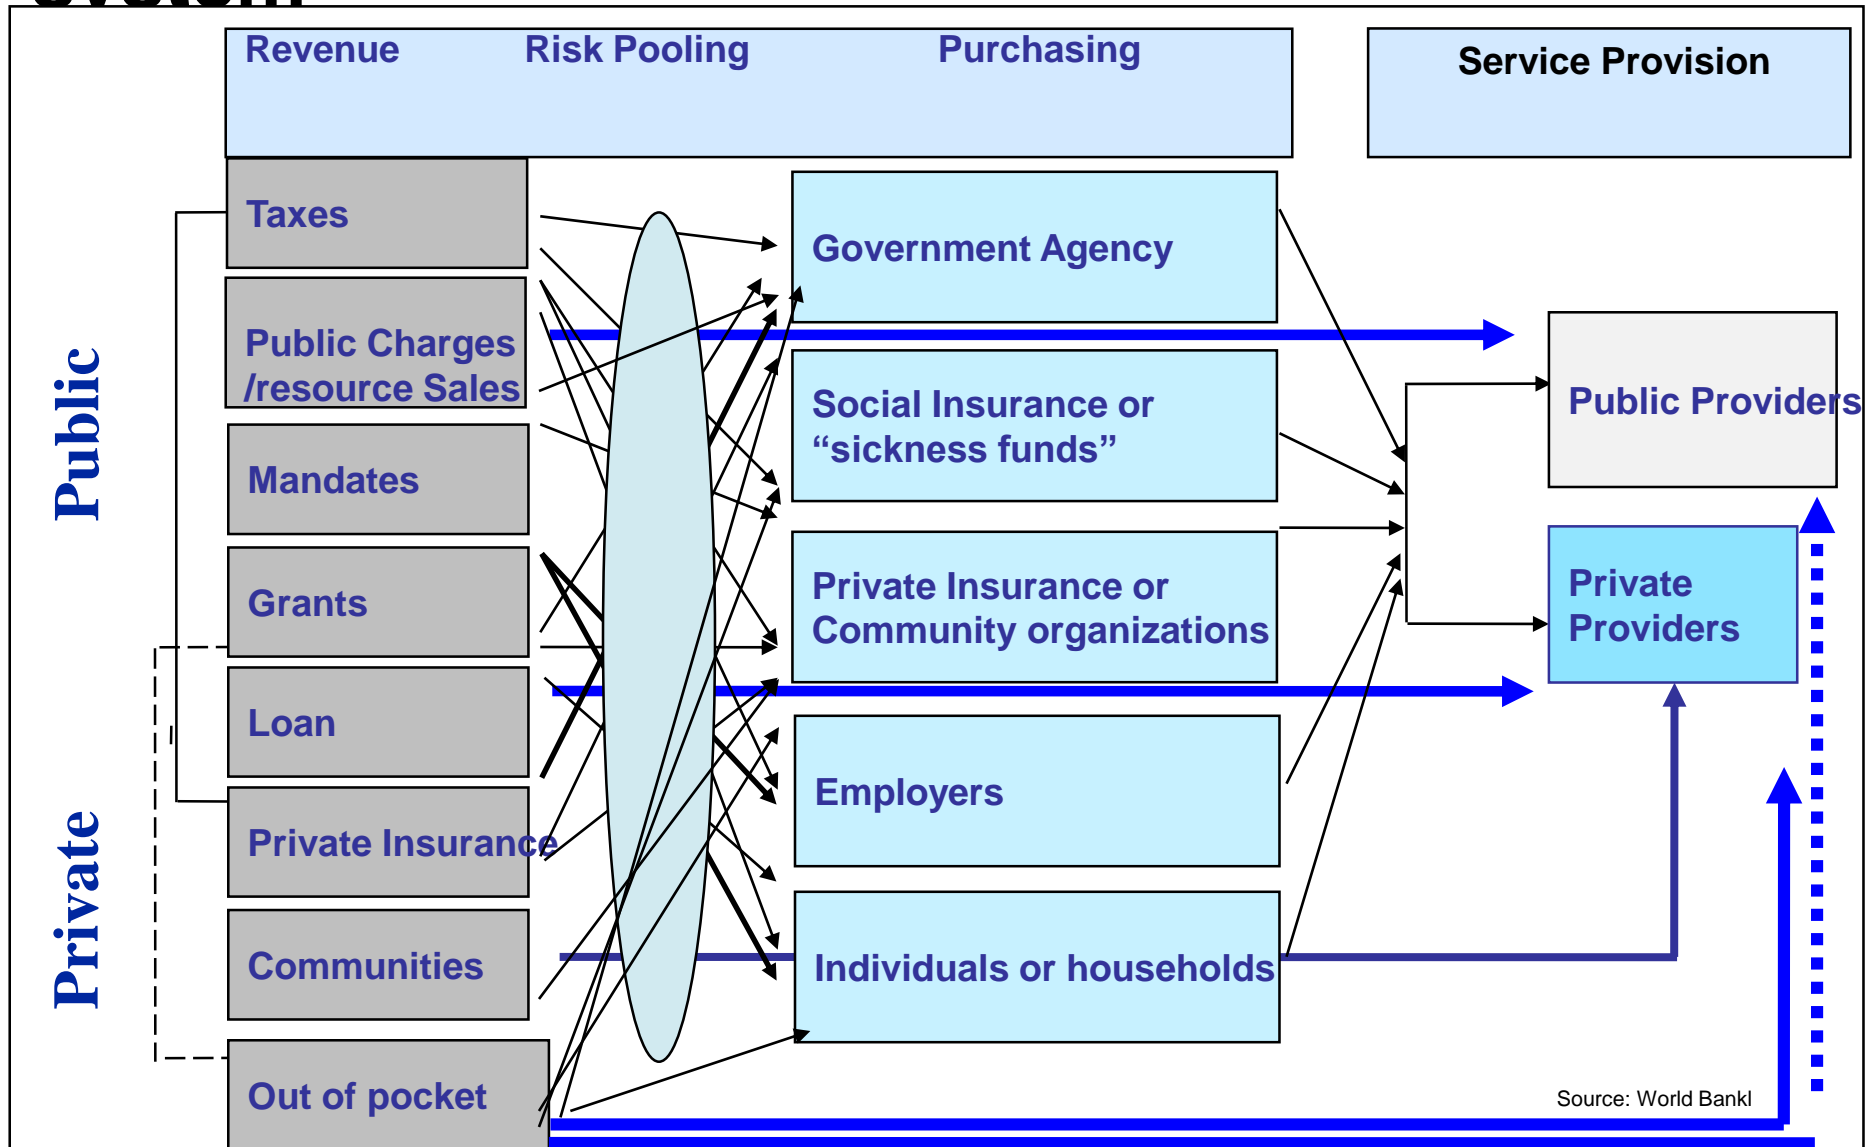 Revenue Risk Pooling Purchasing
Service Provision
Public
Private
Taxes
Public Charges
/resource Sales
Mandates
Grants
Loan
Private Insurance
Communities
Out of pocket
Government Agency
Social Insurance or
“sickness funds”
Private Insurance or
Community organizations
Employers
Individuals or households
Public Providers
Private
Providers
Source: World Bankl